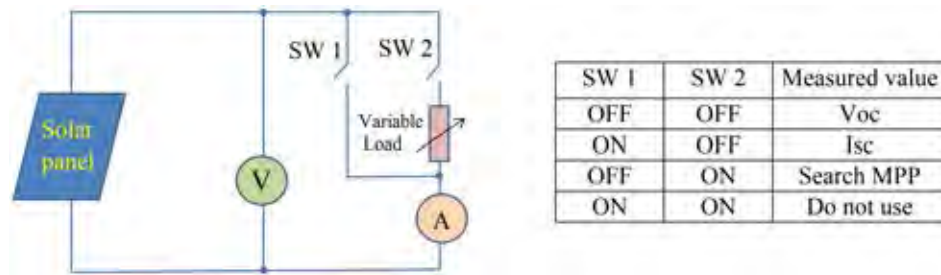 SW 1
SW 2
Solar
panel
Variable
Load
V
A
SW 1 SW 2 Measured value
OFF OFF Voc
ON OFF Isc
OFF ON Search MPP
ON ON Do not use